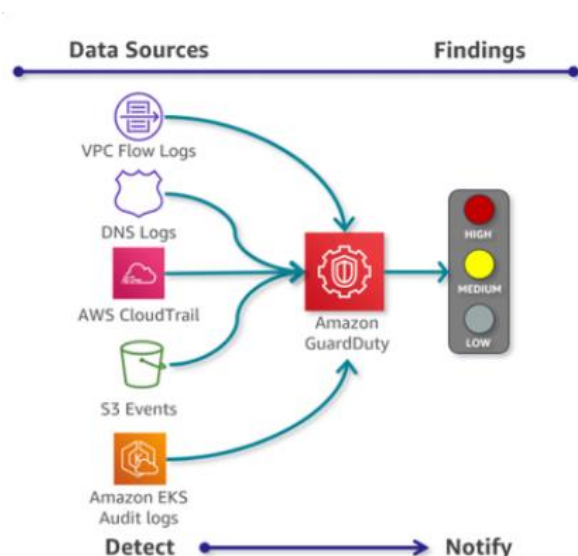 Data Sources
Findings
VPC Flow Logs
DNS Logs
AWS CloudTrail
S3 Events
Amazon EKS
Audit logs
Amazon
GuardDuty
HIGH
MEDIUM
LOW
Detect
Notify